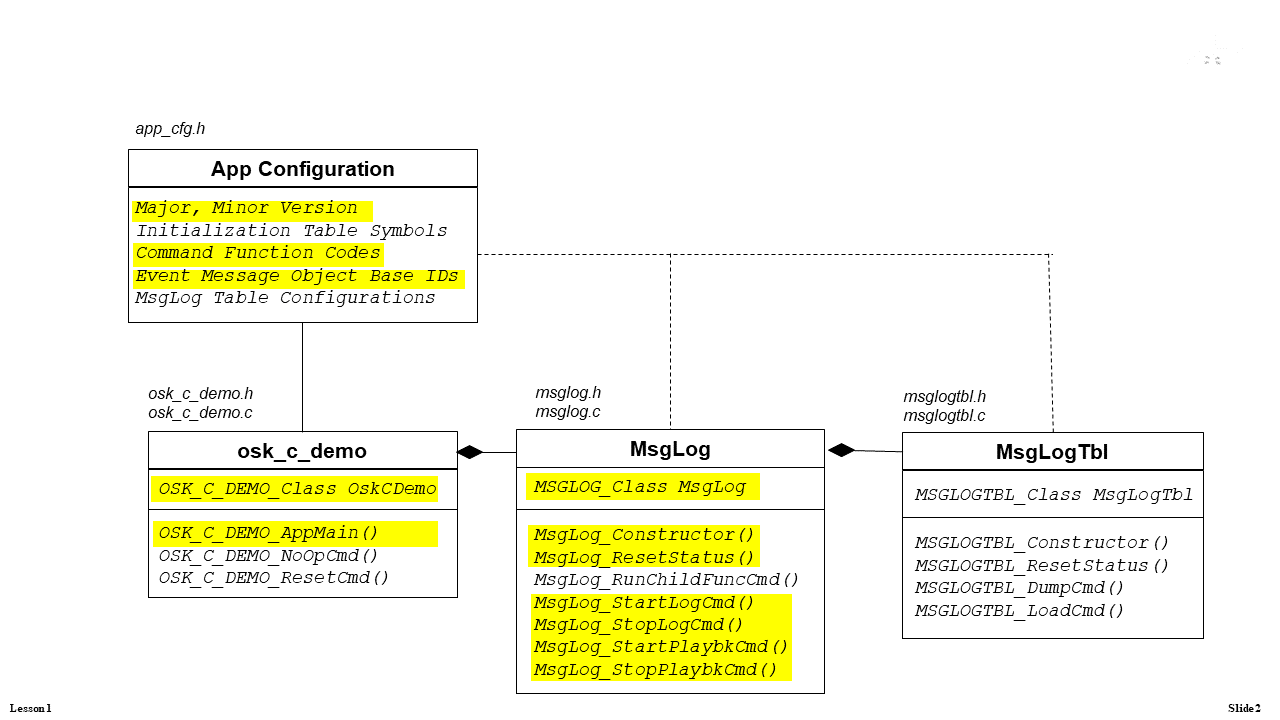 app_cfg.h
App Configuration
Major, Minor Version
Initialization Table Symbols
Command Function Codes
Event Message Object Base IDs
MsgLog Table Configurations
osk_c_demo.h
osk_c_demo.c
osk_c_demo
OSK_C_DEMO_Class OskCDemo
OSK_C_DEMO_AppMain()
OSK_C_DEMO_NoOpCmd()
OSK_C_DEMO_ResetCmd()
msglog.h
msglog.c
MsgLog
MSGLOG_Class MsgLog
MsgLog_Constructor()
MsgLog_ResetStatus()
MsgLog_RunChildFuncCmd()
MsgLog_StartLogCmd()
MsgLog_StopLogCmd()
MsgLog_StartPlaybkCmd()
MsgLog_StopPlaybkCmd()
msglogtbl.h
msglogtbl.c
MsgLogTbl
MSGLOGTBL_Class MsgLogTbl
MSGLOGTBL_Constructor()
MSGLOGTBL_ResetStatus()
MSGLOGTBL_DumpCmd()
MSGLOGTBL_LoadCmd()
Lesson 1
Slide 2